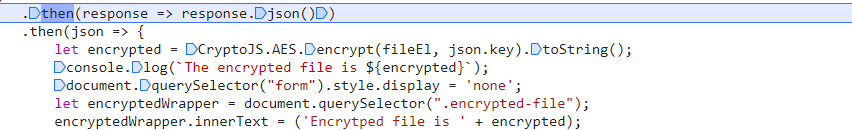 .then(response => response.json())
.then(json => {
let encrypted = CryptoJS.AES.encrypt(fileEl, json.key).toString();
console.log(`The encrypted file is ${encrypted}`);
document.querySelector("form").style.display = 'none';
let encryptedWrapper = document.querySelector(".encrypted-file");
encryptedWrapper.innerText = ('Encrytped file is ' + encrypted);